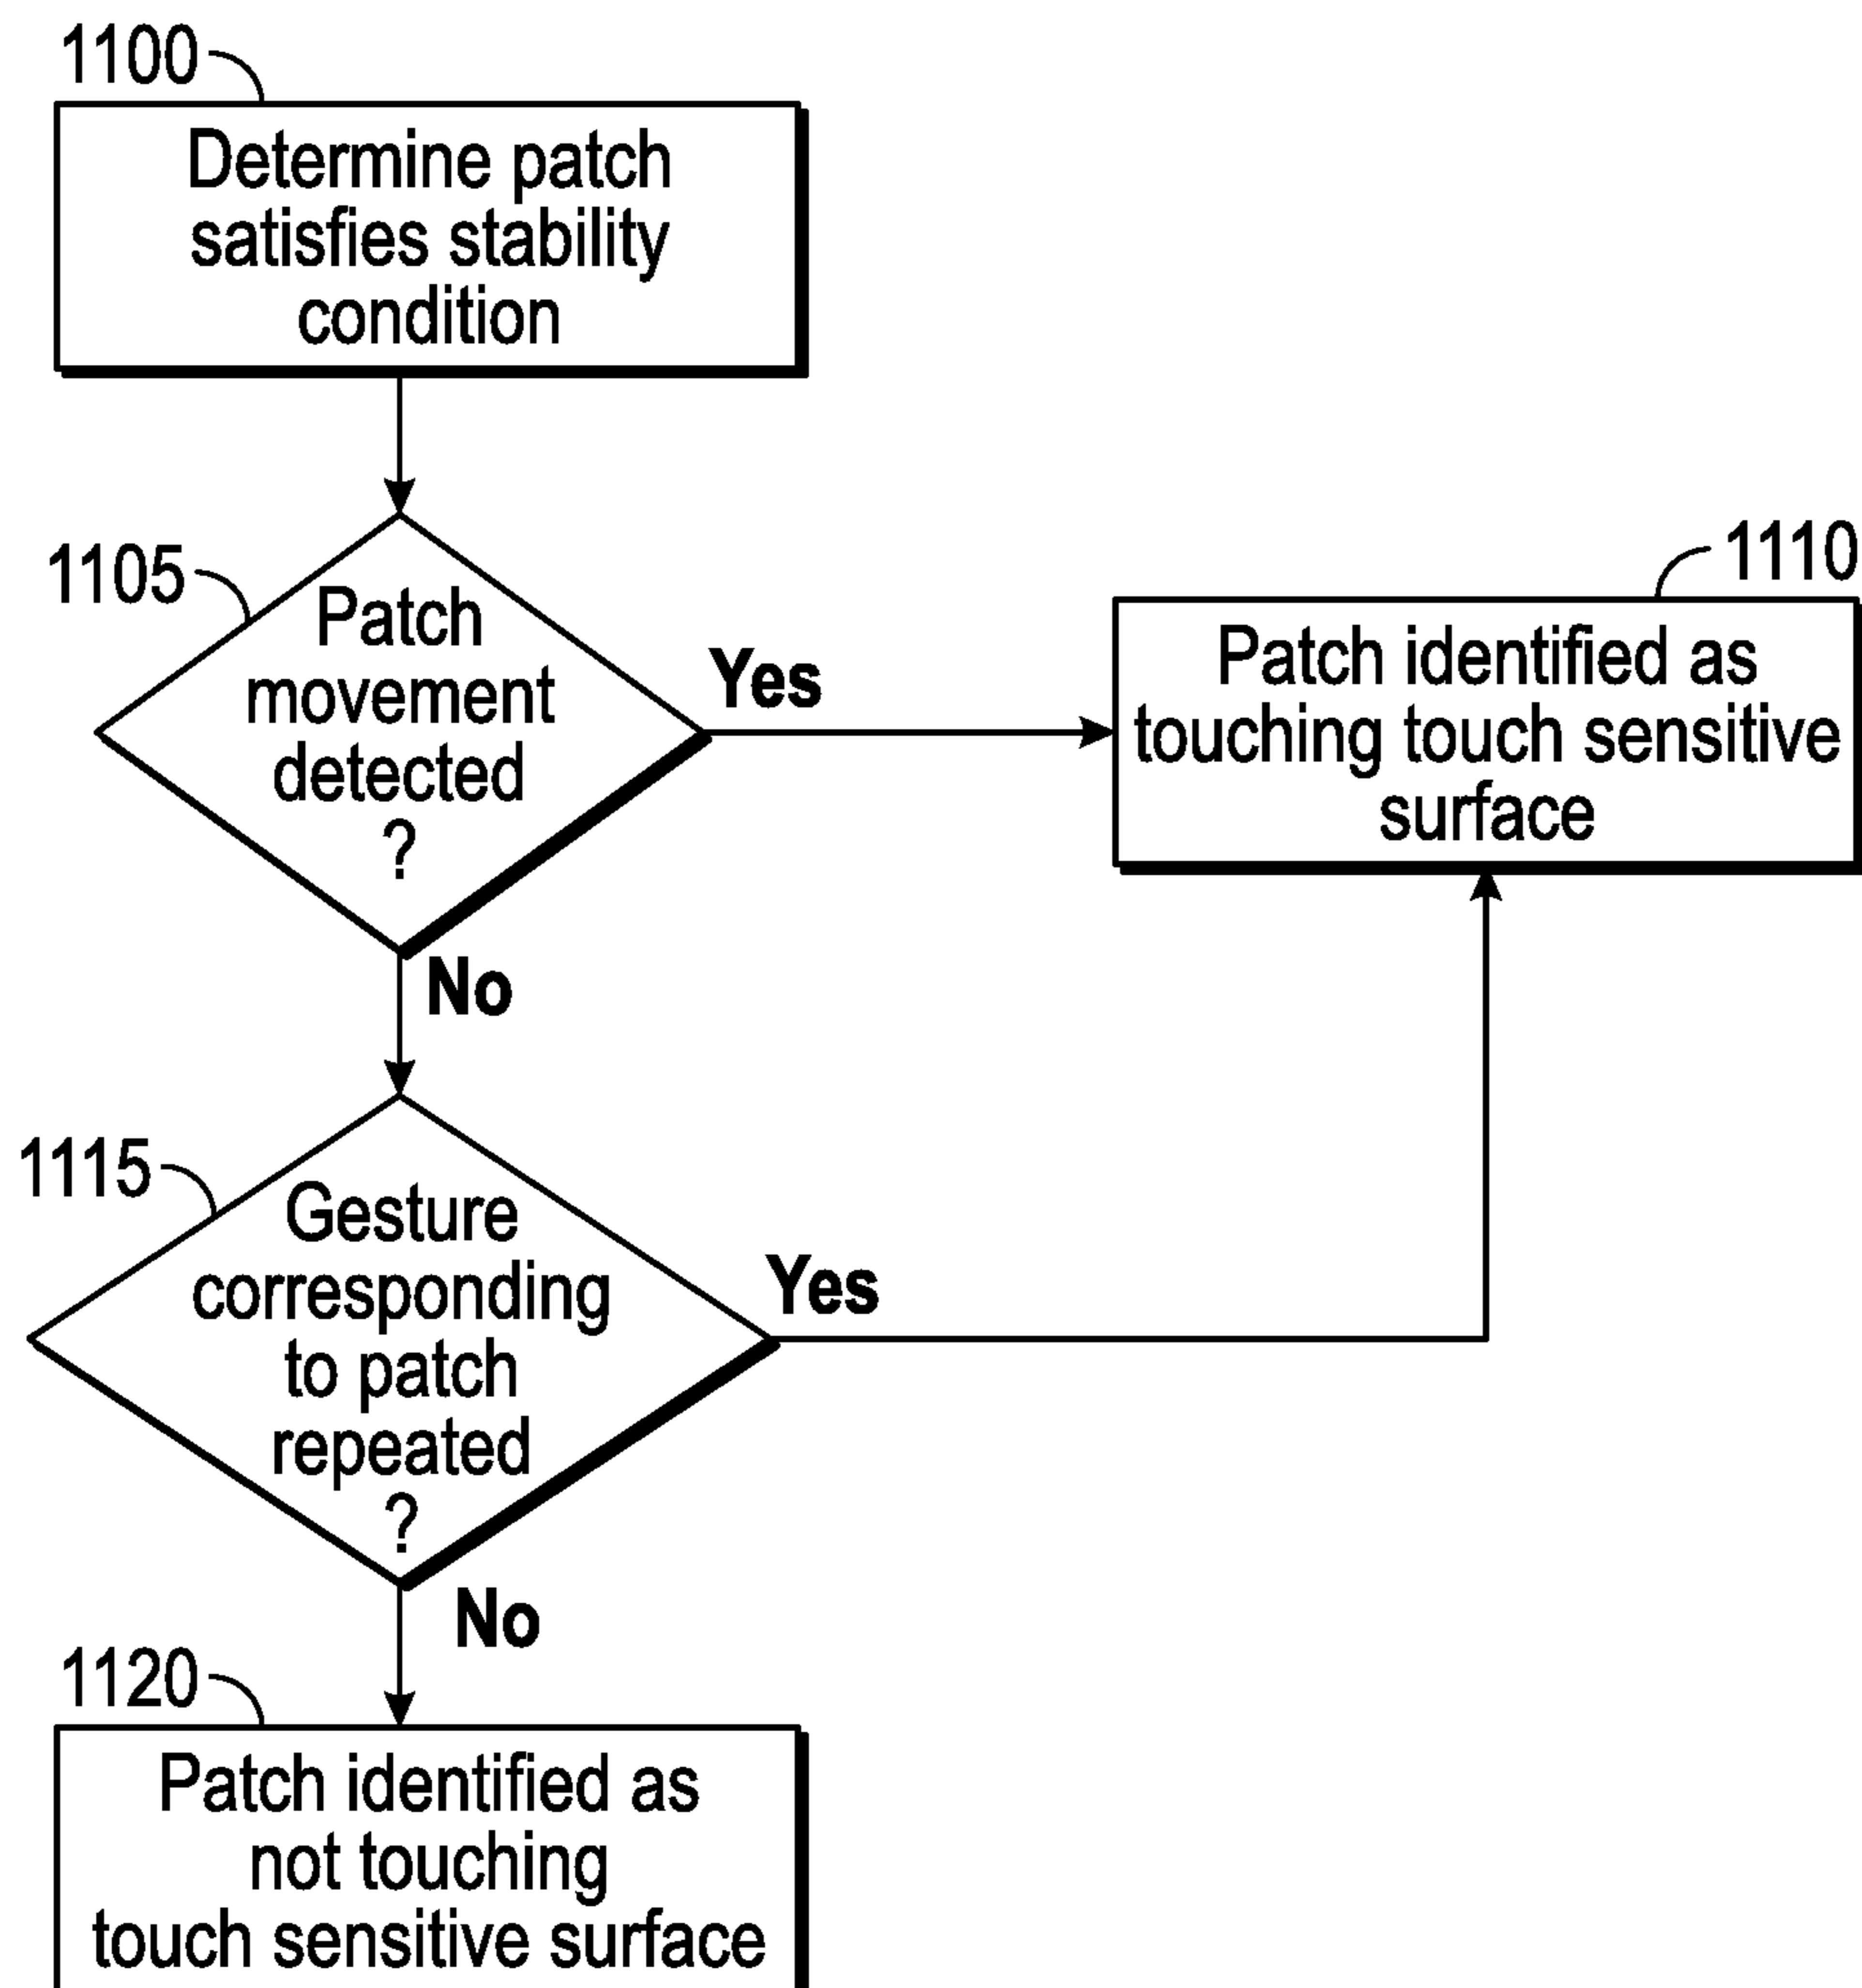 1100
Determine patch
satisfies stability
condition
1105
Patch
movement
detected
?
Yes
1110
Patch identified as
touching touch sensitive
surface
No
1115
Gesture
corresponding
to patch
repeated
?
Yes
No
1120
Patch identified as
not touching
touch sensitive surface